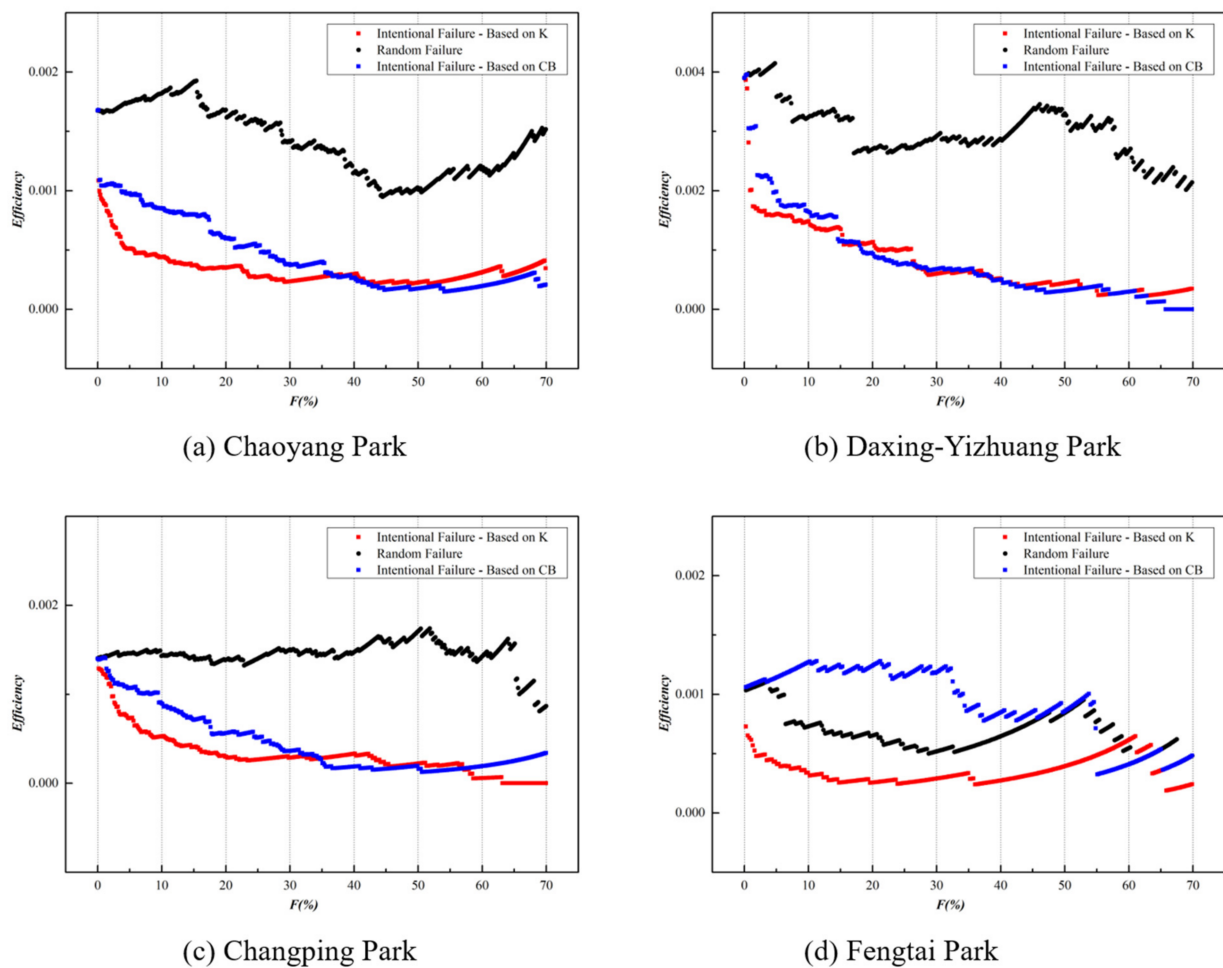 Intentional Failure - Based on K
Random Failure
Intentional Failure - Based on CB
0.002
0.001
0.000
Efficiency
0 10 20 30 40 50 60 70
F(%)
(a) Chaoyang Park
Intentional Failure - Based on K
Random Failure
Intentional Failure - Based on CB
0.004
0.002
0.000
Efficiency
0 10 20 30 40 50 60 70
F(%)
(b) Daxing-Yizhuang Park
Intentional Failure - Based on K
Random Failure
Intentional Failure - Based on CB
0.002
0.000
Efficiency
0 10 20 30 40 50 60 70
F(%)
(c) Changping Park
Intentional Failure - Based on K
Random Failure
Intentional Failure - Based on CB
0.002
0.001
0.000
Efficiency
0 10 20 30 40 50 60 70
F(%)
(d) Fengtai Park